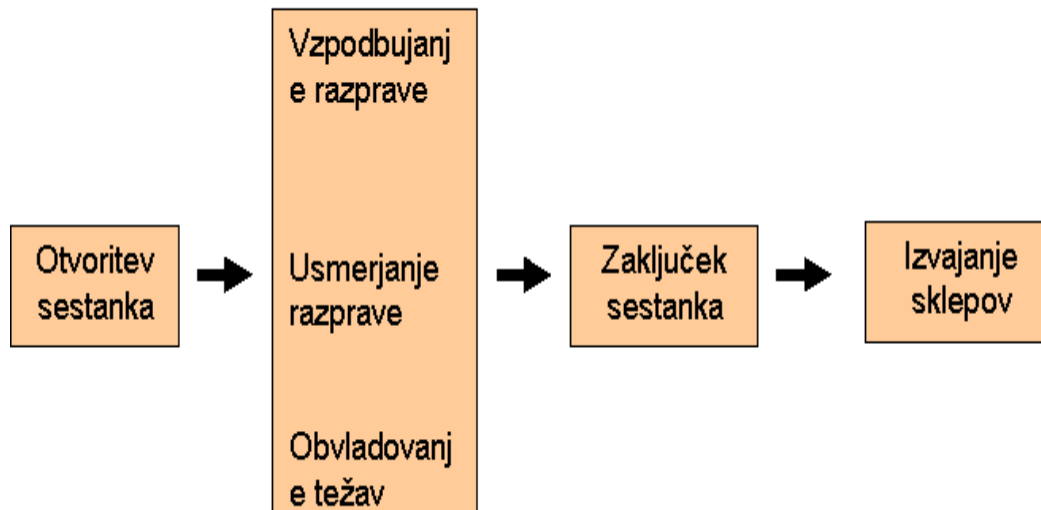 Otvoritev
sestanka
Vzpodbujanj
e razprave
Usmerjanje
razprave
Obvladovanj
e težav
Zaključek
sestanka
Izvajanje
sklepov